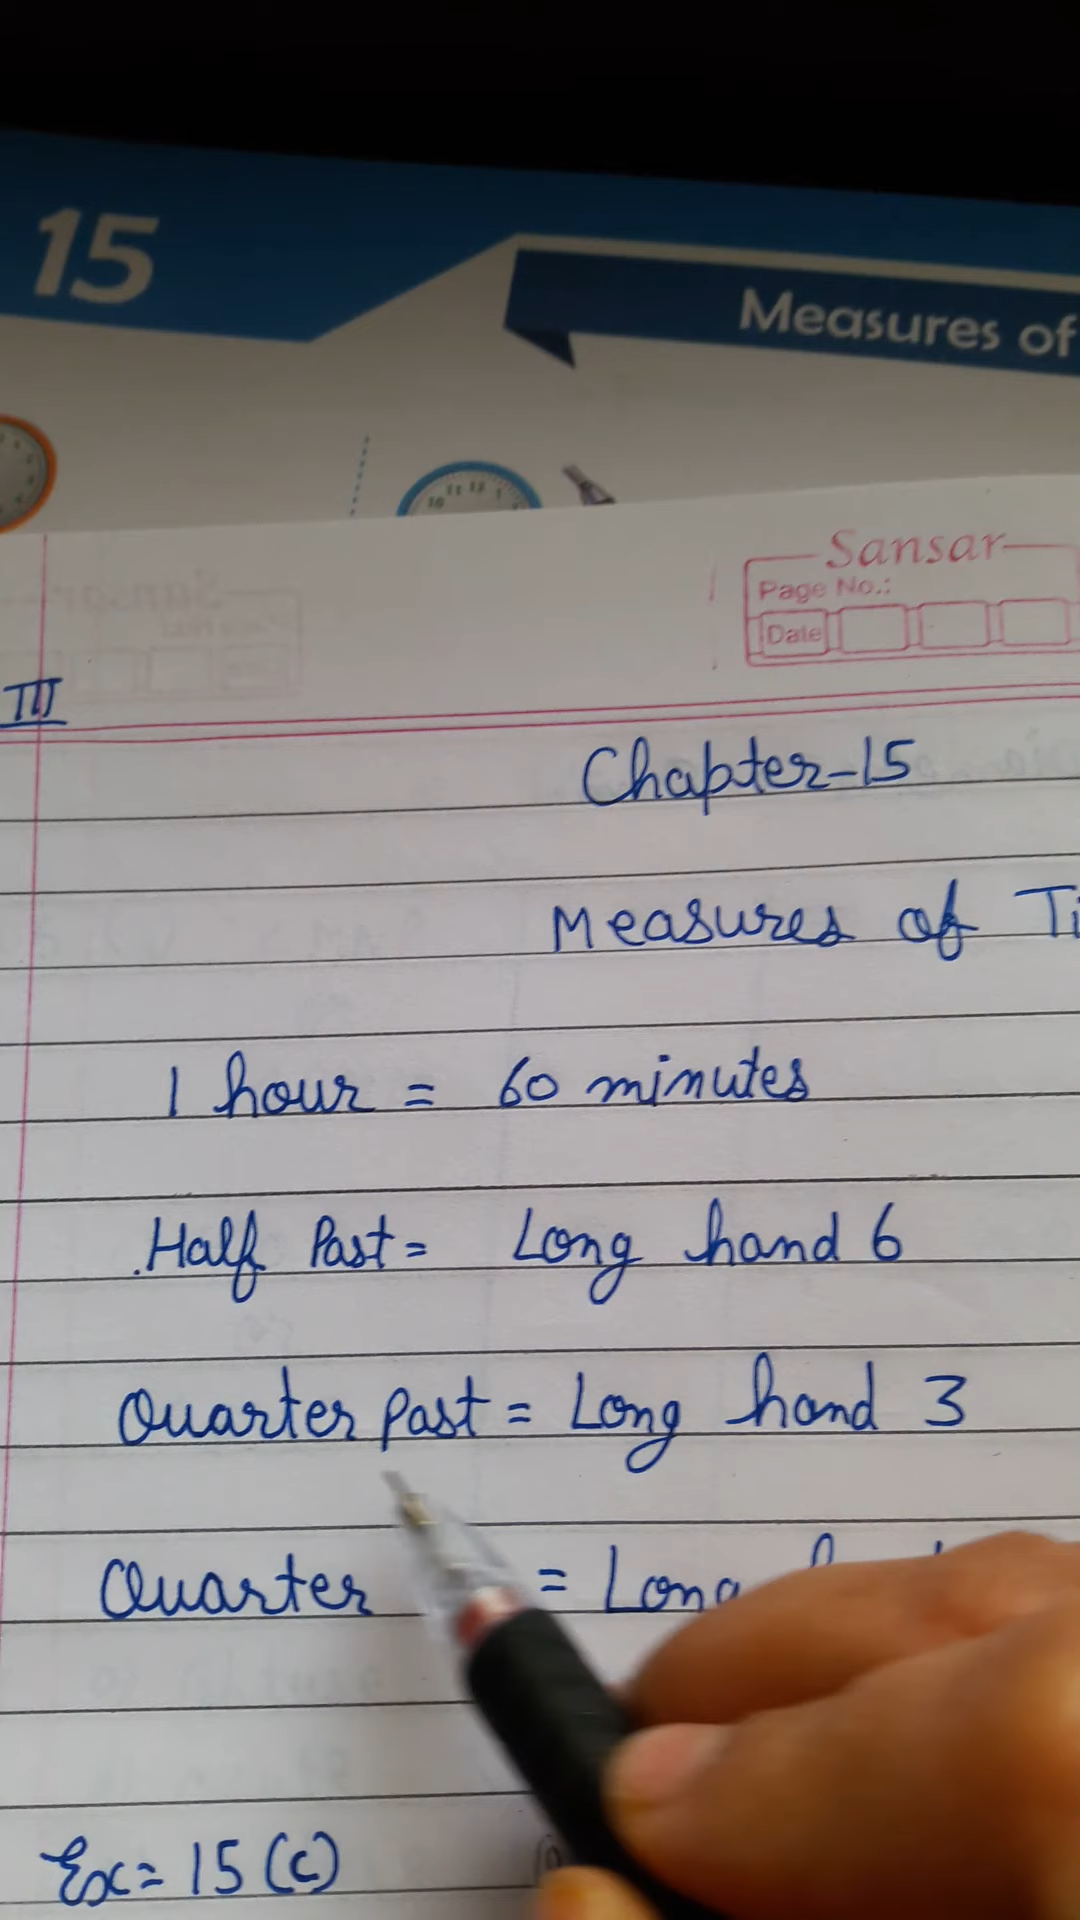 15
Measures of
Sansar
Page No.:
Date
III
Chapter-15
Measures of
1 hour = 60 minutes
Half Past = Long hand 6
Quarter Past = Long hand 3
Quarter = Long
Ex = 15 (c)